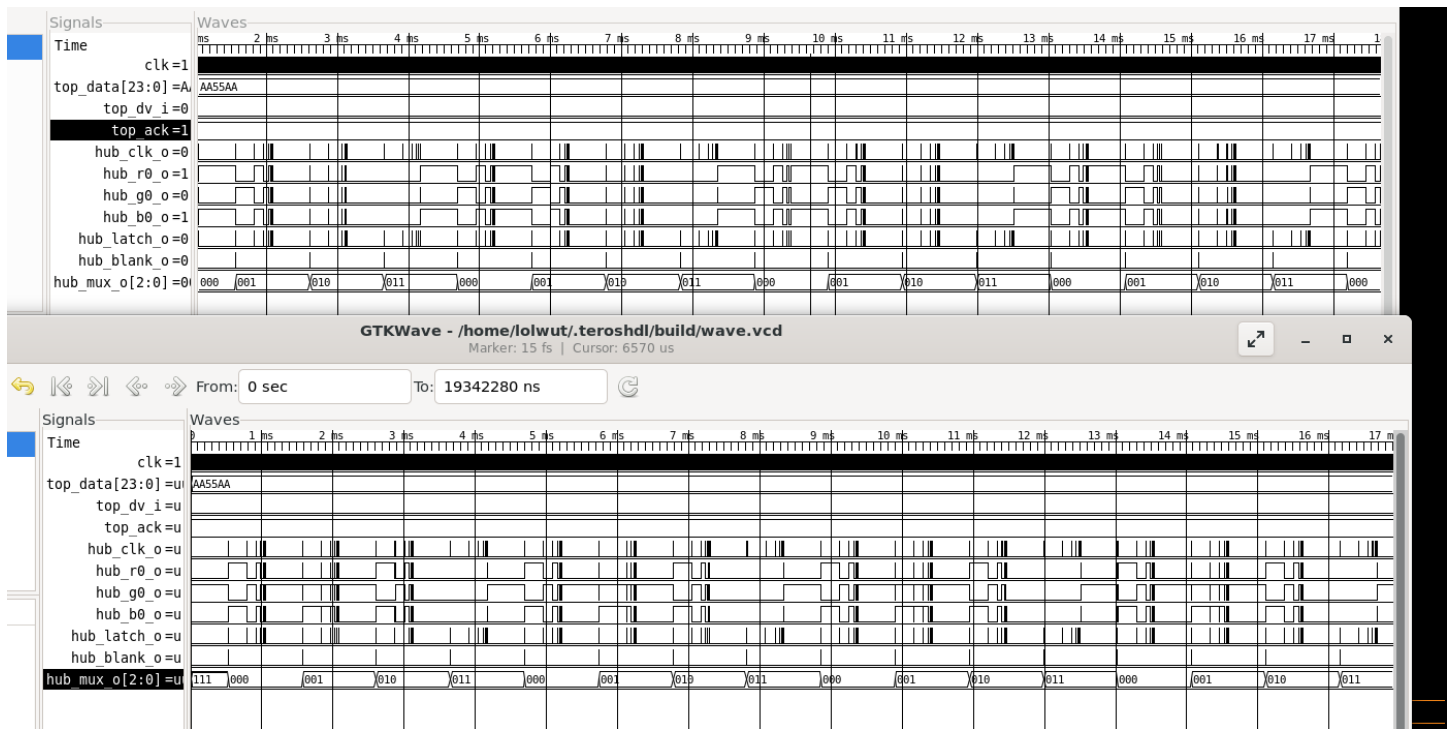 Signals Waves
Time ms 2 ms 3 ms 4 ms 5 ms 6 ms 7 ms 8 ms 9 ms 10 ms 11 ms 12 ms 13 ms 14 ms 15 ms 16 ms 17 ms 1
clk=1
top_data[23:0]=A AA55AA
top_dv_i=0
top_ack=1
hub_clk_o=0
hub_r0_o=1
hub_g0_o=0
hub_b0_o=1
hub_latch_o=0
hub_blank_o=0
hub_mux_o[2:0]=0 000 001 010 011 000 001 010 011 000 001 010 011 000 001 010 011 000
GTKWave - /home/lolwut/.teroshdl/build/wave.vcd
Marker: 15 fs | Cursor: 6570 us
From: 0 sec To: 19342280 ns
Signals Waves
Time 0 1 ms 2 ms 3 ms 4 ms 5 ms 6 ms 7 ms 8 ms 9 ms 10 ms 11 ms 12 ms 13 ms 14 ms 15 ms 16 ms 17 m
clk=1
top_data[23:0]=u AA55AA
top_dv_i=u
top_ack=u
hub_clk_o=u
hub_r0_o=u
hub_g0_o=u
hub_b0_o=u
hub_latch_o=u
hub_blank_o=u
hub_mux_o[2:0]=u 111 000 001 010 011 000 001 010 011 000 001 010 011 000 001 010 011